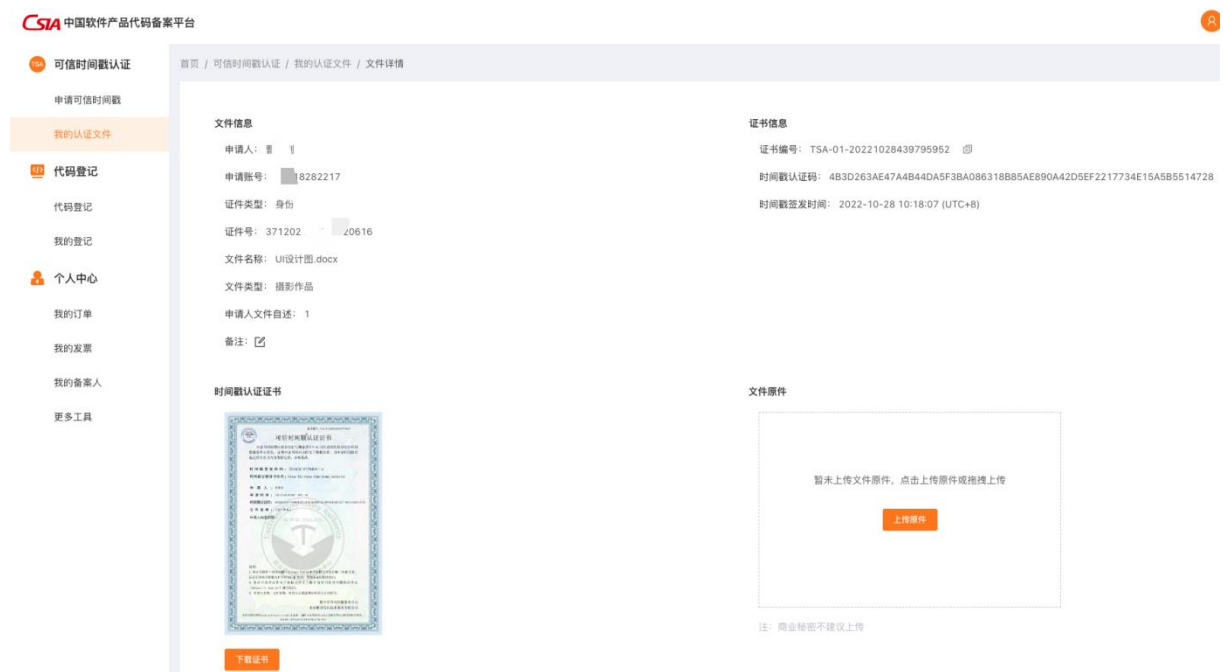 CSIA 中国软件产品代码备案平台
TSA 可信时间戳认证
申请可信时间戳
我的认证文件
代码登记
代码登记
我的登记
个人中心
我的订单
我的发票
我的备案人
更多工具
首页 / 可信时间戳认证 / 我的认证文件 / 文件详情
文件信息
申请人：
申请账号： 18282217
证件类型： 身份
证件号： 371202 20616
文件名称： UI设计图.docx
文件类型： 摄影作品
申请人文件自述： 1
备注：
证书信息
证书编号： TSA-01-20221028439795952
时间戳认证码： 4B3D263AE47A4B44DA5F3BA086318B85AE890A42D5EF2217734E15A5B5514728
时间戳签发时间： 2022-10-28 10:18:07 (UTC+8)
时间戳认证证书
可信时间戳认证证书
下载证书
文件原件
暂未上传文件原件，点击上传原件或拖拽上传
上传原件
注： 商业秘密不建议上传